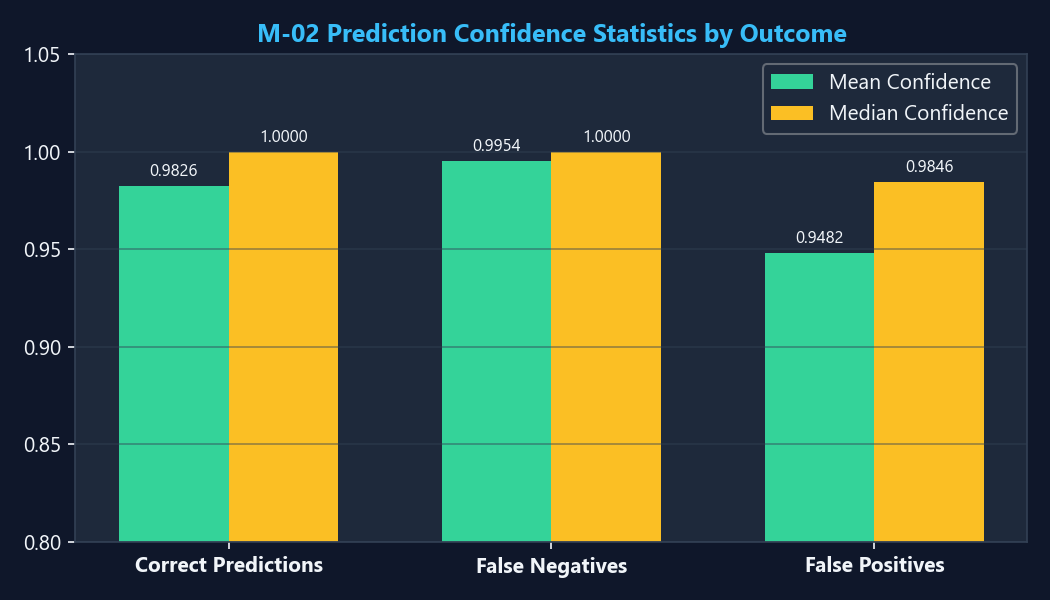 M-02 Prediction Confidence Statistics by Outcome
1.05
1.00
0.95
0.90
0.85
0.80
Mean Confidence
Median Confidence
0.9826
1.0000
0.9954
1.0000
0.9482
0.9846
Correct Predictions
False Negatives
False Positives